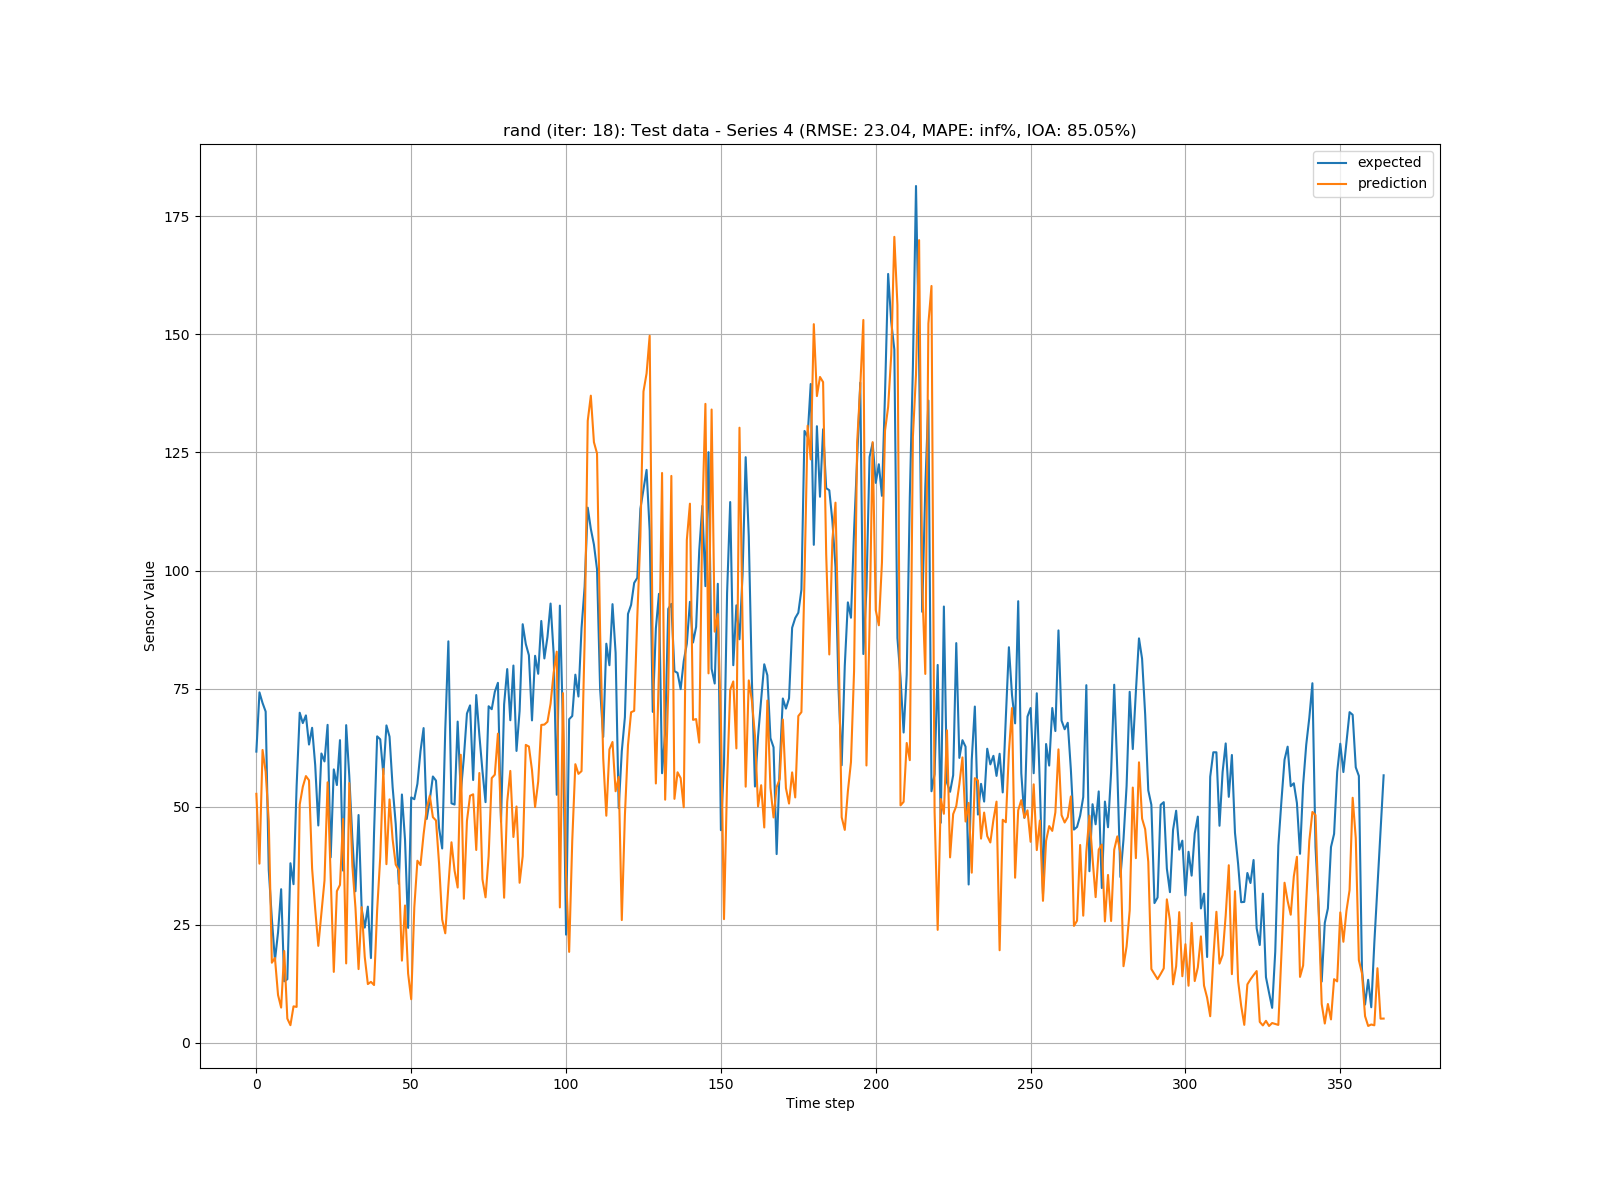 rand (iter: 18): Test data - Series 4 (RMSE: 23.04, MAPE: inf%, IOA: 85.05%)
expected
prediction
175
150
125
100
75
50
25
0
Sensor Value
0 50 100 150 200 250 300 350
Time step